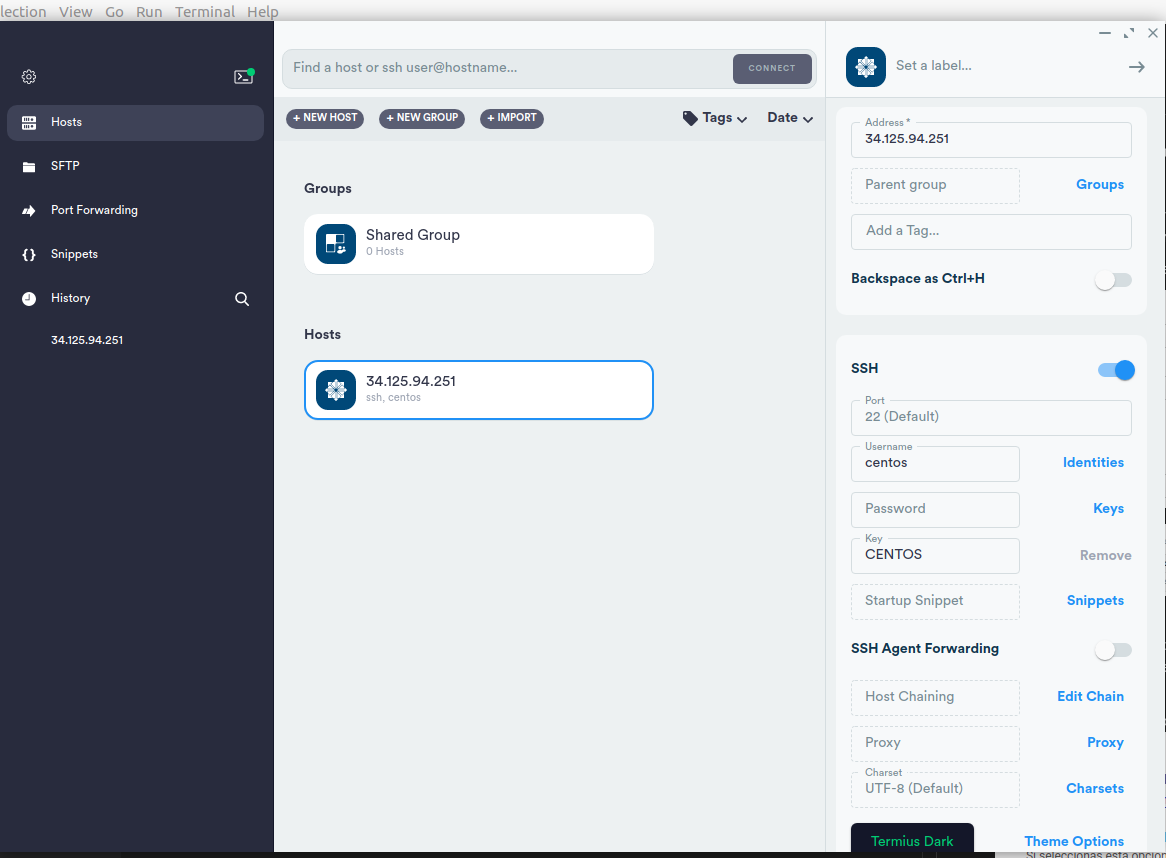 lection View Go Run Terminal Help
Find a host or ssh user@hostname...
CONNECT
Set a label...
Hosts
SFTP
Port Forwarding
Snippets
History
34.125.94.251
+ NEW HOST
+ NEW GROUP
+ IMPORT
Tags
Date
Groups
Shared Group
0 Hosts
Hosts
34.125.94.251
ssh, centos
Address *
34.125.94.251
Parent group
Groups
Add a Tag...
Backspace as Ctrl+H
SSH
Port
22 (Default)
Username
centos
Identities
Password
Keys
Key
CENTOS
Remove
Startup Snippet
Snippets
SSH Agent Forwarding
Host Chaining
Edit Chain
Proxy
Proxy
Charset
UTF-8 (Default)
Charsets
Termius Dark
Theme Options
Si seleccionas esta opcion